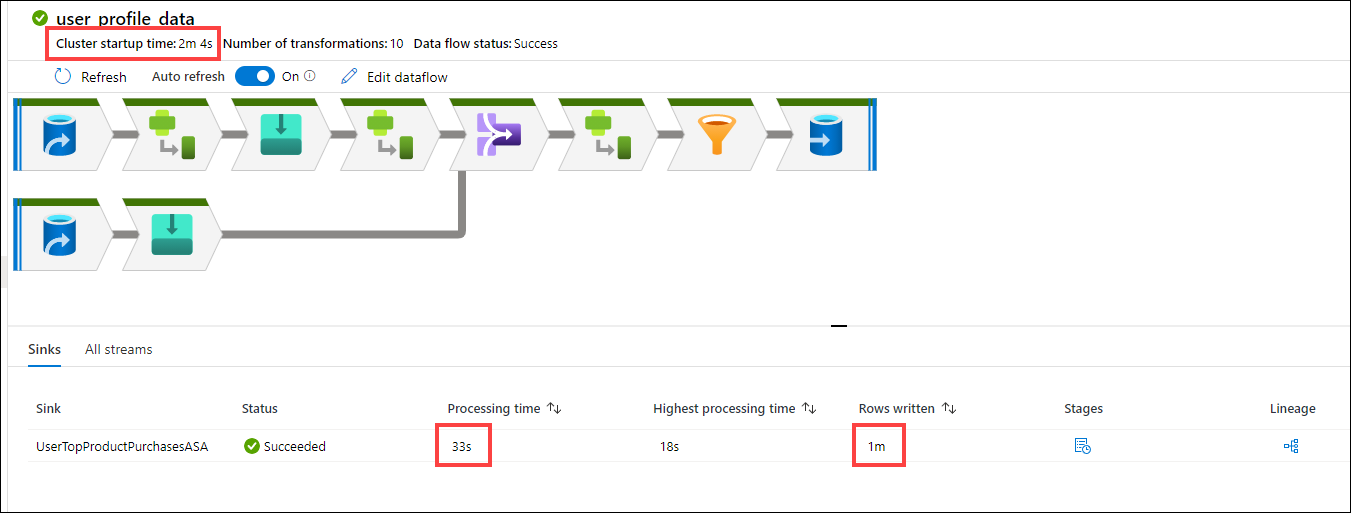 user_profile_data
Cluster startup time: 2m 4s Number of transformations: 10 Data flow status: Success
Refresh Auto refresh On Edit dataflow
Sinks All streams
Sink Status Processing time Highest processing time Rows written Stages Lineage
UserTopProductPurchasesASA Succeeded 33s 18s 1m